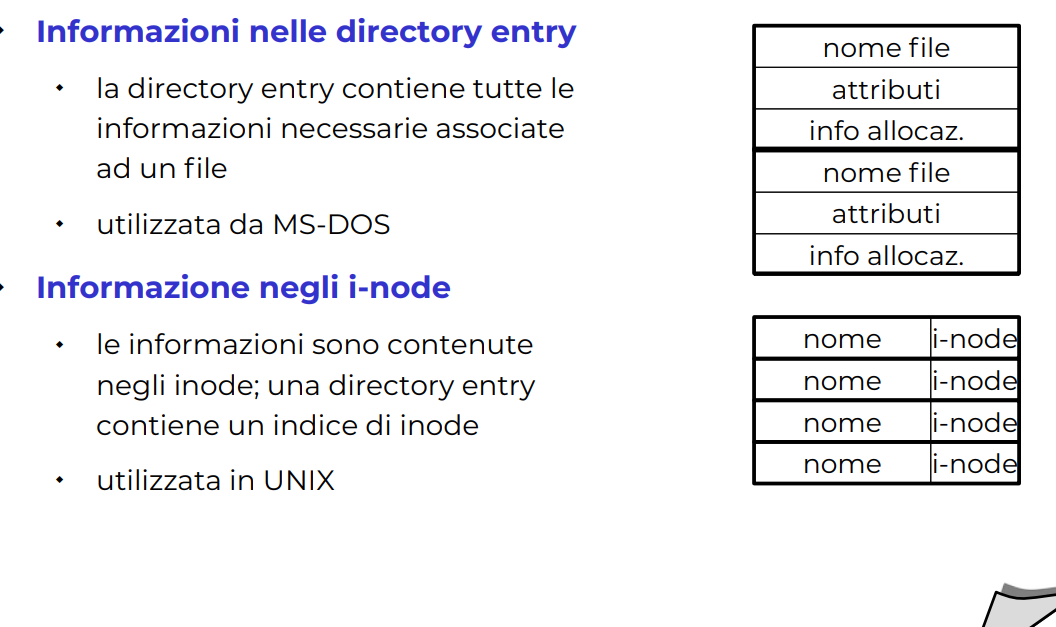 Informazioni nelle directory entry
la directory entry contiene tutte le
informazioni necessarie associate
ad un file
utilizzata da MS-DOS
Informazione negli i-node
le informazioni sono contenute
negli inode; una directory entry
contiene un indice di inode
utilizzata in UNIX
nome file
attributi
info allocaz.
nome file
attributi
info allocaz.
nome i-node
nome i-node
nome i-node
nome i-node